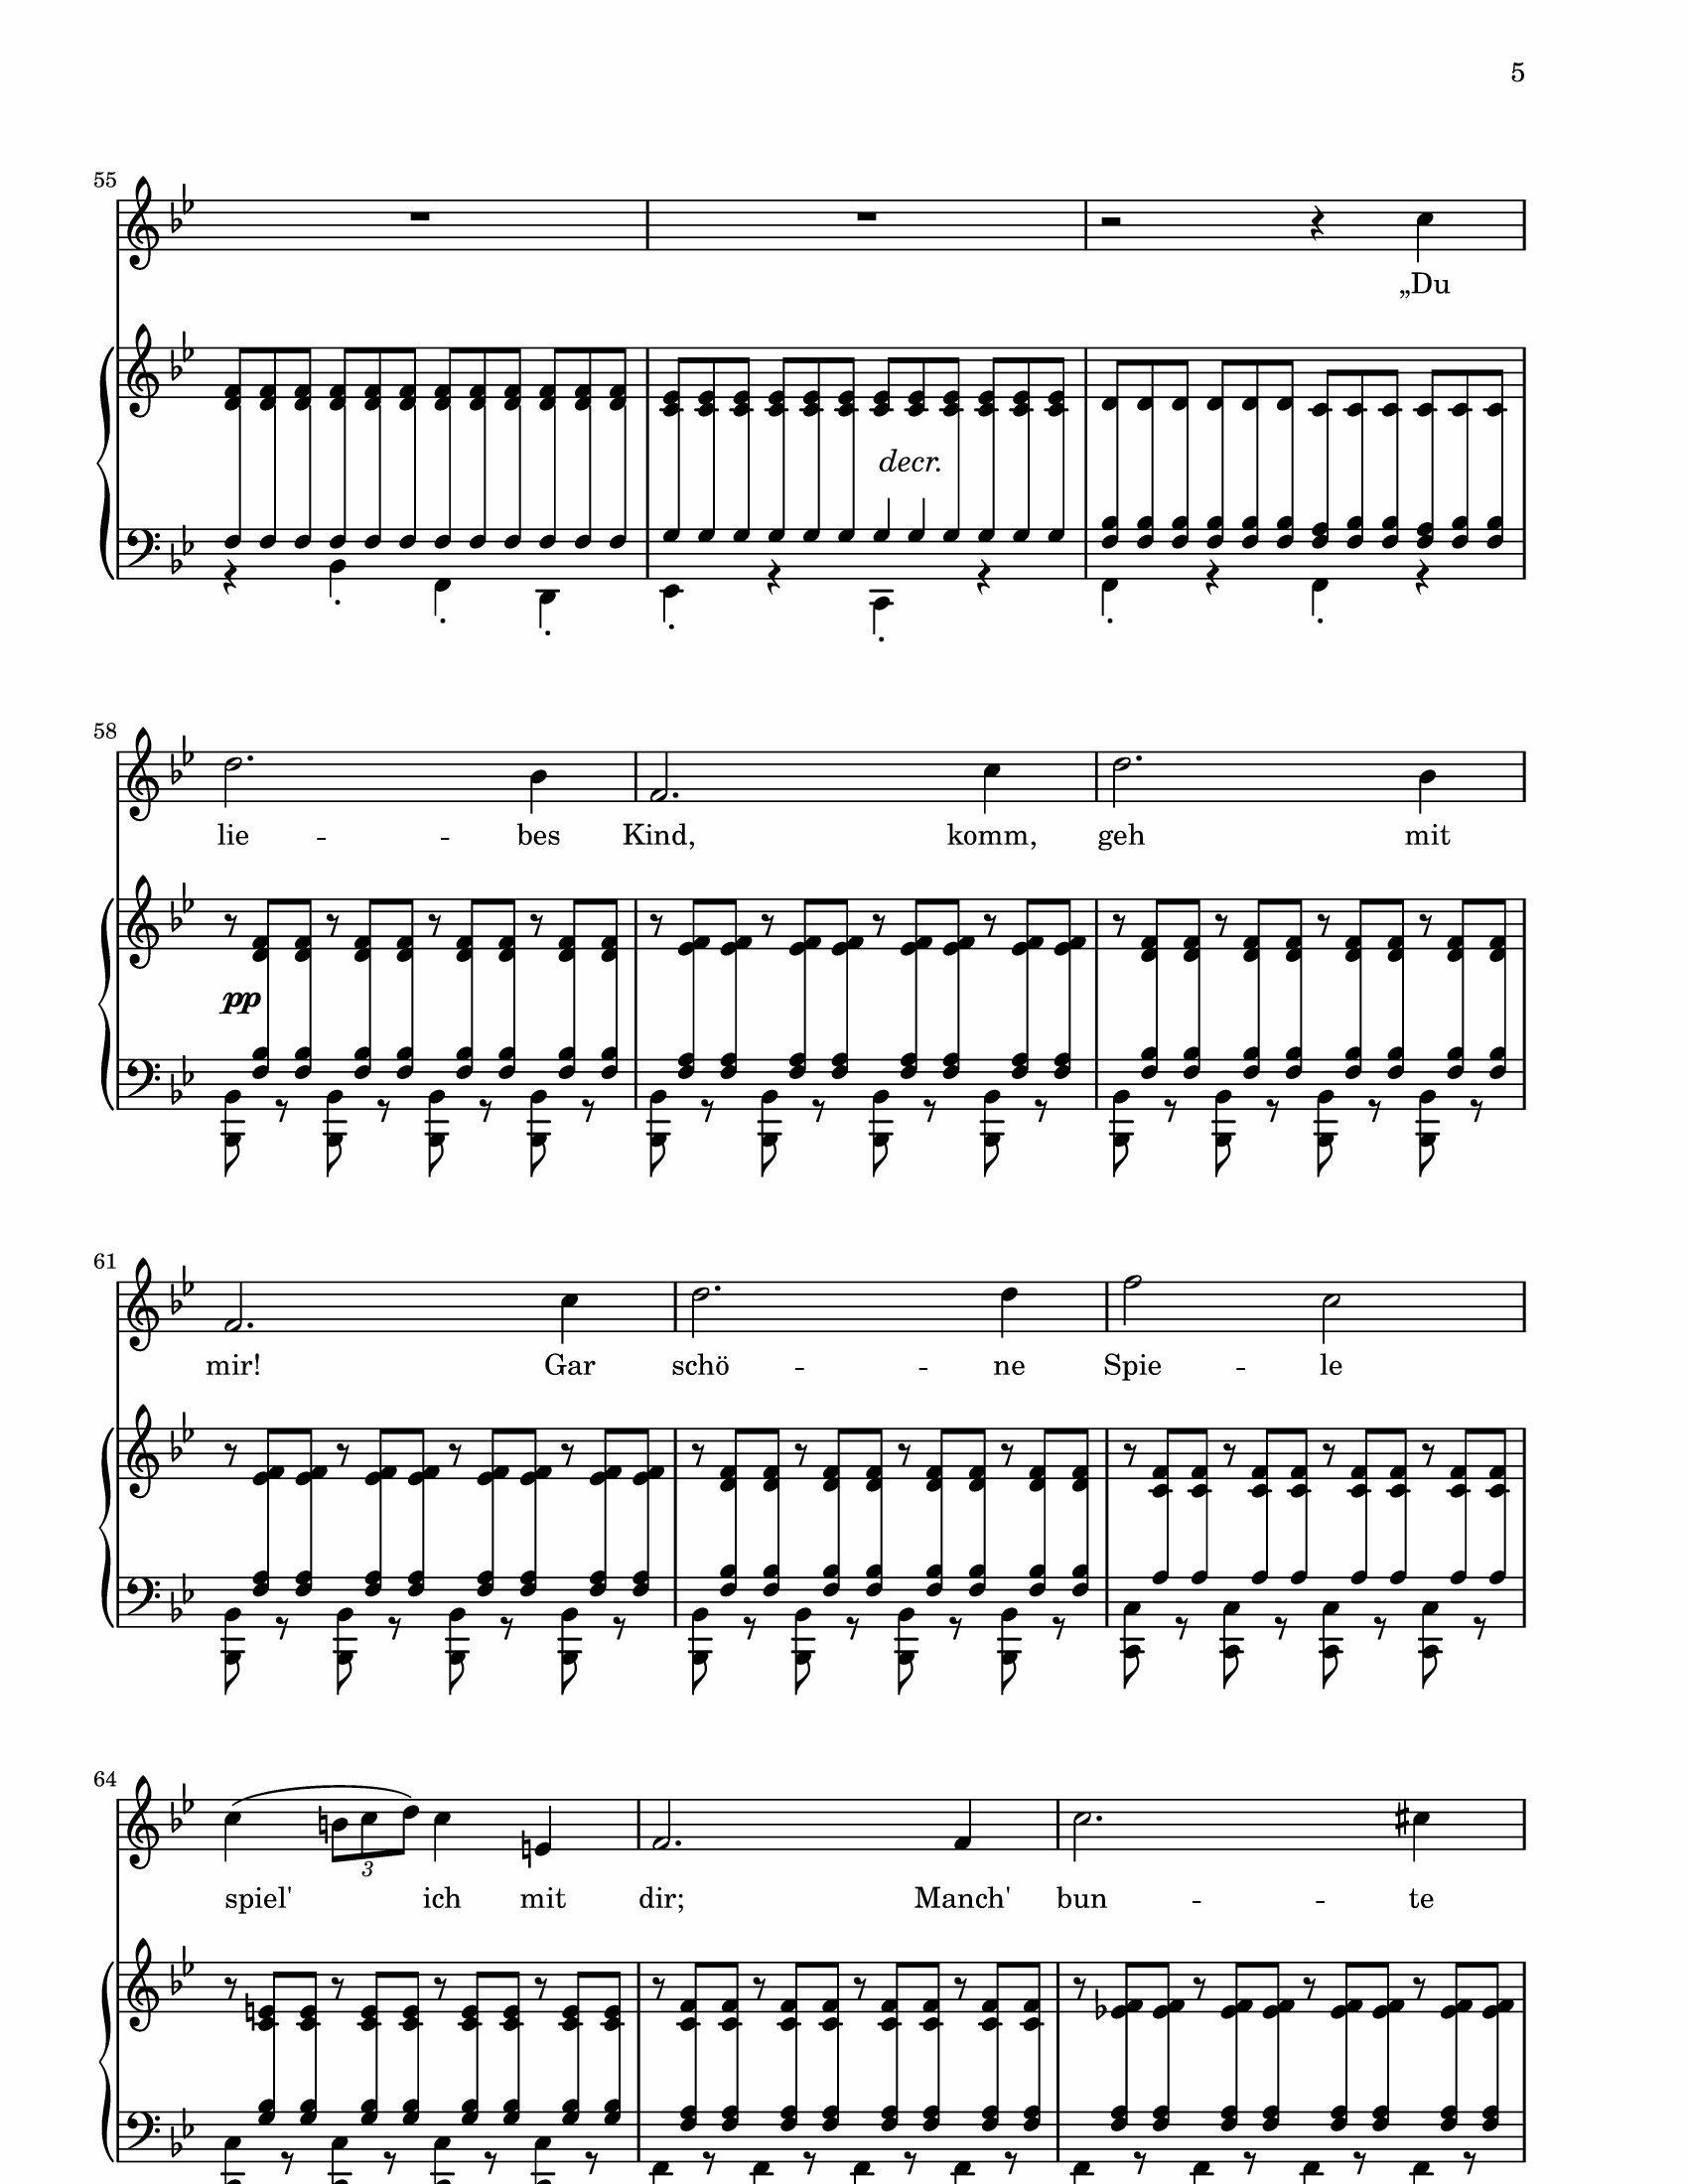 5
55
„Du
decr.
58
lie - bes Kind, komm, geh mit
pp
61
mir! Gar schö - ne Spie - le
64
3
spiel' ich mit dir; Manch' bun - te